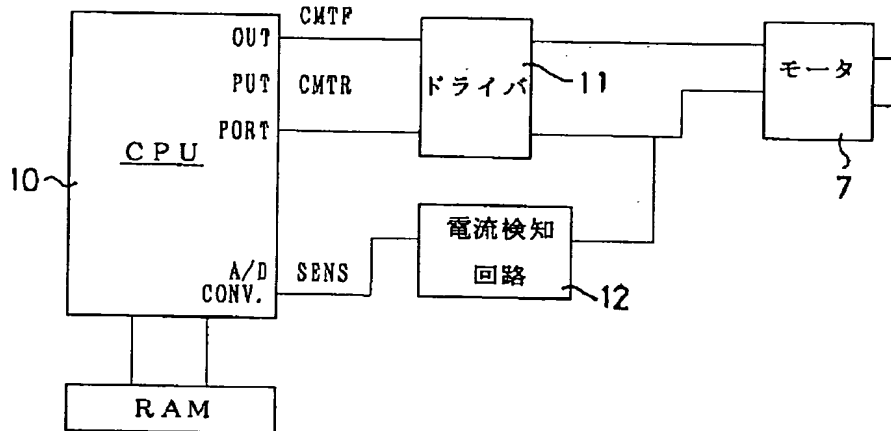 CMTF
OUT
PUT
CMTR
PORT
CPU
10
A/D
CONV.
SENS
RAM
ドライバ
11
モータ
7
電流検知
回路
12